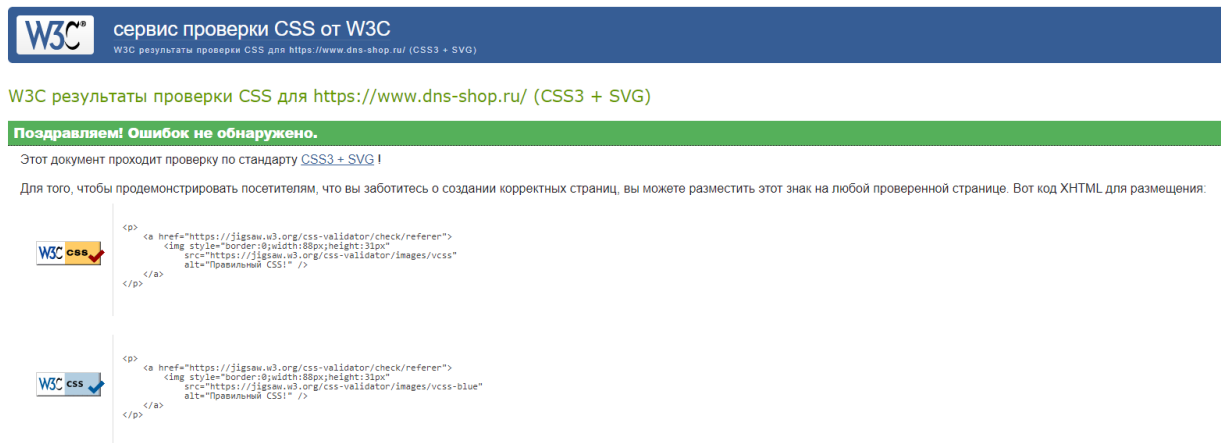 W3C® сервис проверки CSS от W3C
W3C результаты проверки CSS для https://www.dns-shop.ru/ (CSS3 + SVG)
W3C результаты проверки CSS для https://www.dns-shop.ru/ (CSS3 + SVG)
Поздравляем! Ошибок не обнаружено.
Этот документ проходит проверку по стандарту CSS3 + SVG !
Для того, чтобы продемонстрировать посетителям, что вы заботитесь о создании корректных страниц, вы можете разместить этот знак на любой проверенной странице. Вот код XHTML для размещения:
W3C css
<p>
<a href="https://jigsaw.w3.org/css-validator/check/referer">
<img style="border:0;width:88px;height:31px"
src="https://jigsaw.w3.org/css-validator/images/vcss"
alt="Правильный CSS!" />
</a>
</p>
W3C css
<p>
<a href="https://jigsaw.w3.org/css-validator/check/referer">
<img style="border:0;width:88px;height:31px"
src="https://jigsaw.w3.org/css-validator/images/vcss-blue"
alt="Правильный CSS!" />
</a>
</p>